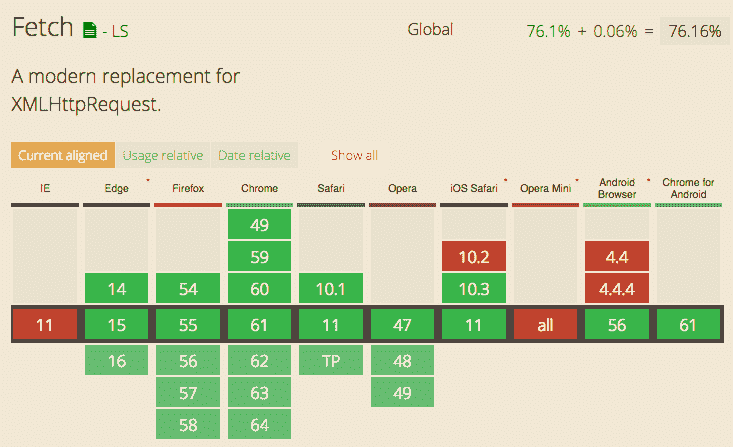 Fetch - LS Global 76.1% + 0.06% = 76.16%
A modern replacement for
XMLHttpRequest.
Current aligned Usage relative Date relative Show all
IE Edge * Firefox Chrome Safari Opera iOS Safari * Opera Mini * Android Browser * Chrome for Android
49
59 10.2 4.4
14 54 60 10.1 10.3 4.4.4
11 15 55 61 11 47 11 all 56 61
16 56 62 TP 48
57 63 49
58 64